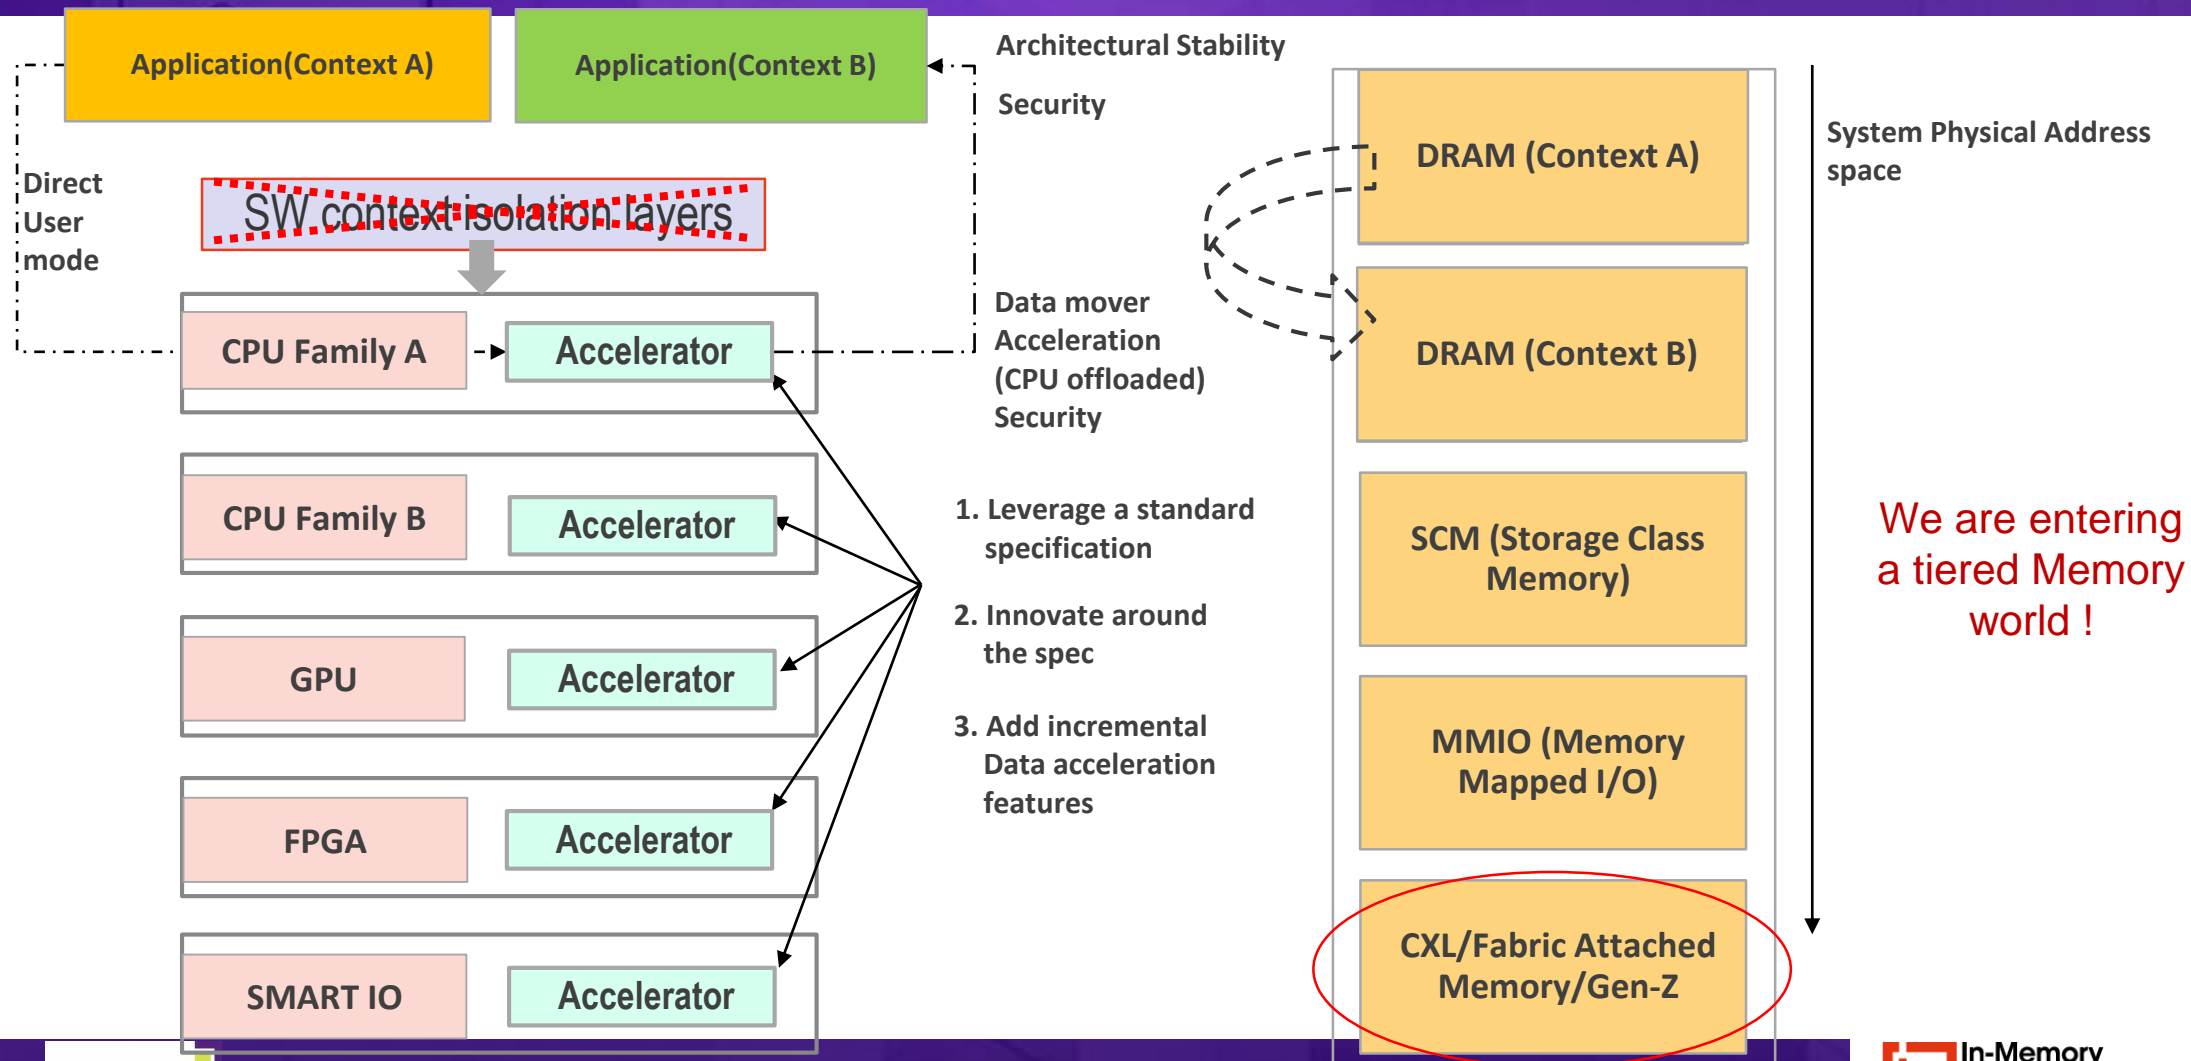 Application(Context A)
Application(Context B)
Architectural Stability
Security
Direct
User
mode
SW context isolation layers
CPU Family A
Accelerator
Data mover
Acceleration
(CPU offloaded)
Security
CPU Family B
Accelerator
GPU
Accelerator
FPGA
Accelerator
SMART IO
Accelerator
1. Leverage a standard
specification
2. Innovate around
the spec
3. Add incremental
Data acceleration
features
DRAM (Context A)
DRAM (Context B)
SCM (Storage Class
Memory)
MMIO (Memory
Mapped I/O)
CXL/Fabric Attached
Memory/Gen-Z
System Physical Address
space
We are entering
a tiered Memory
world !
In-Memory